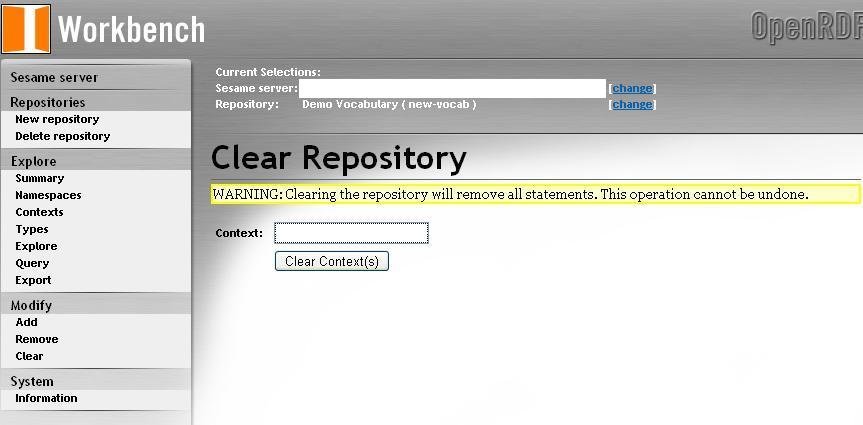 Workbench
OpenRDF
Sesame server
Repositories
New repository
Delete repository
Explore
Summary
Namespaces
Contexts
Types
Explore
Query
Export
Modify
Add
Remove
Clear
System
Information
Current Selections:
Sesame server: [change]
Repository: Demo Vocabulary ( new-vocab ) [change]
Clear Repository
WARNING: Clearing the repository will remove all statements. This operation cannot be undone.
Context:
Clear Context(s)